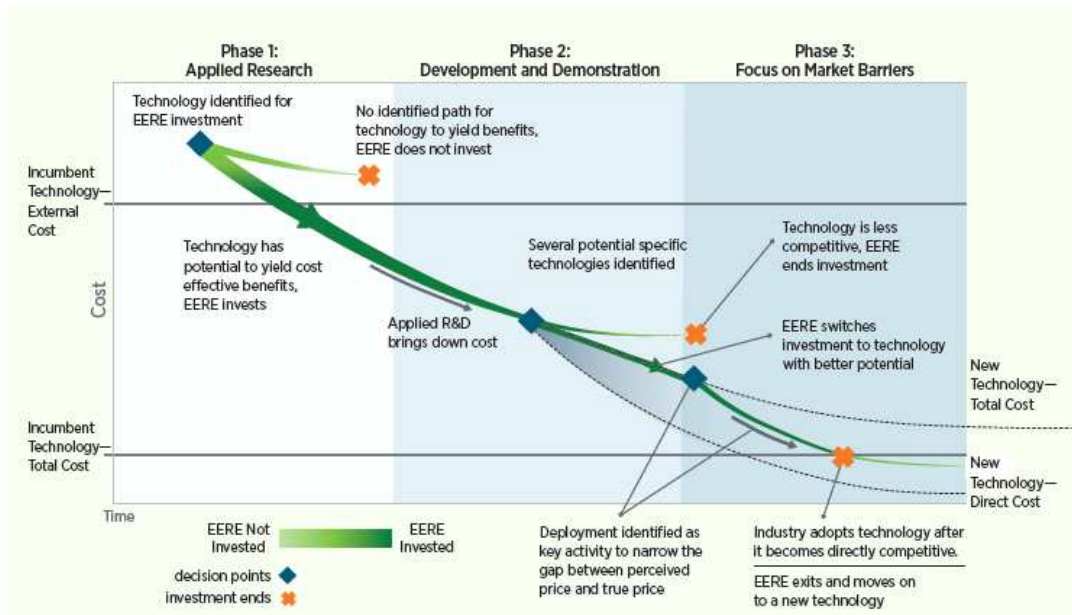 Phase 1:
Applied Research
Phase 2:
Development and Demonstration
Phase 3:
Focus on Market Barriers
Technology identified for
EERE investment
No identified path for
technology to yield benefits,
EERE does not invest
Incumbent
Technology—
External
Cost
Technology has
potential to yield cost
effective benefits,
EERE invests
Several potential specific
technologies identified
Technology is less
competitive, EERE
ends investment
Cost
Applied R&D
brings down cost
EERE switches
investment to technology
with better potential
New
Technology—
Total Cost
Incumbent
Technology—
Total Cost
New
Technology—
Direct Cost
Time
EERE Not
Invested
EERE
Invested
decision points
investment ends
Deployment identified as
key activity to narrow the
gap between perceived
price and true price
Industry adopts technology after
it becomes directly competitive.
EERE exits and moves on
to a new technology